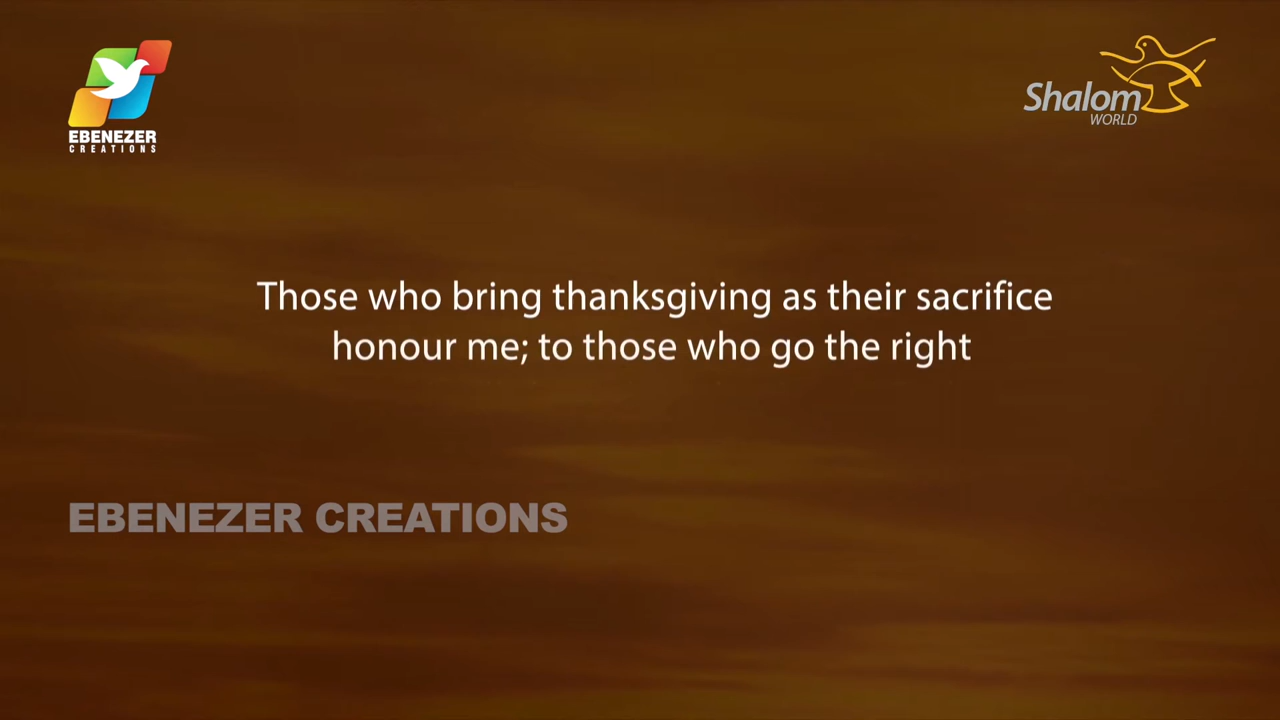 EBENEZER
CREATIONS
Shalom
WORLD
Those who bring thanksgiving as their sacrifice
honour me; to those who go the right
EBENEZER CREATIONS